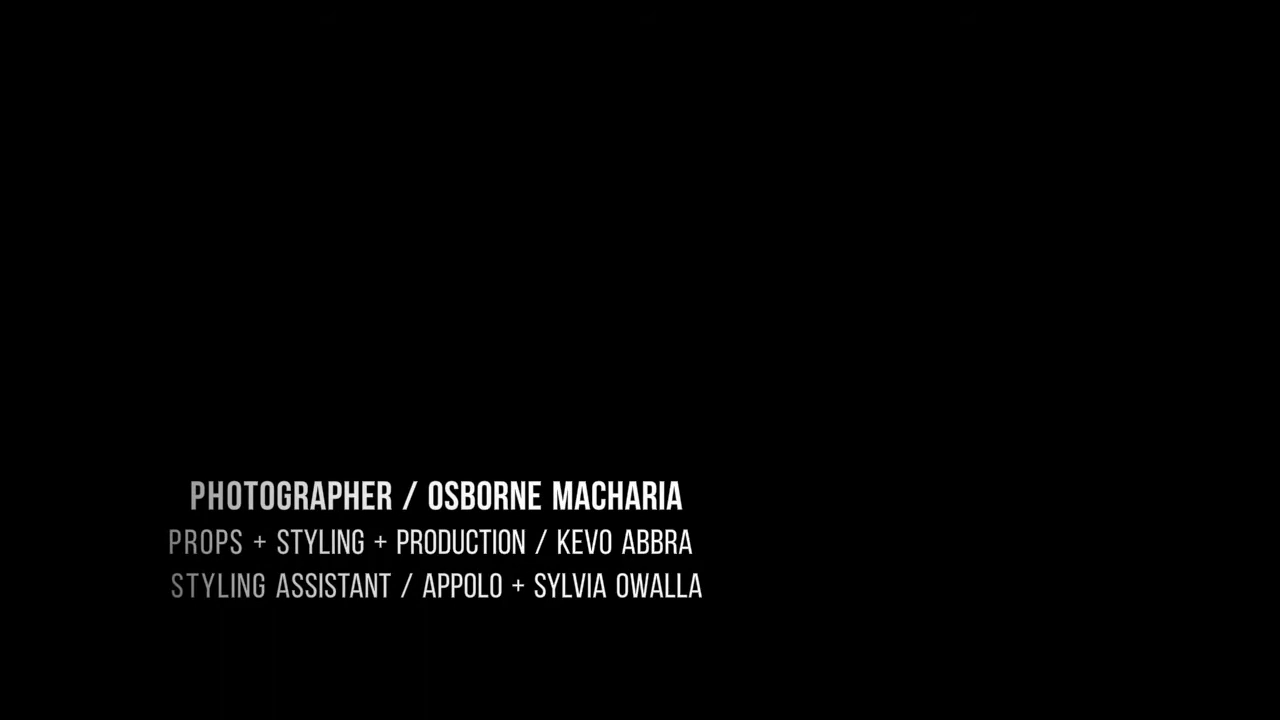 PHOTOGRAPHER / OSBORNE MACHARIA
PROPS + STYLING + PRODUCTION / KEVO ABBRA
STYLING ASSISTANT / APPOLO + SYLVIA OWALLA